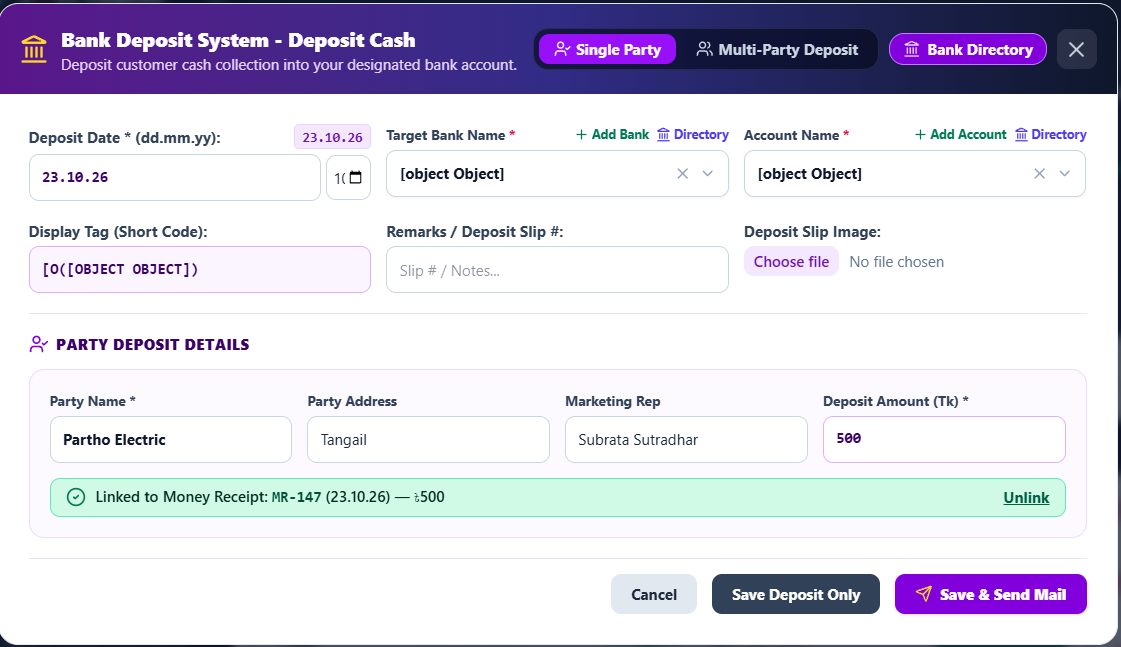 Bank Deposit System - Deposit Cash
Deposit customer cash collection into your designated bank account.
Single Party
Multi-Party Deposit
Bank Directory
Deposit Date * (dd.mm.yy):
23.10.26
Target Bank Name *
+ Add Bank
Directory
Account Name *
+ Add Account
Directory
23.10.26
[object Object]
[object Object]
Display Tag (Short Code):
Remarks / Deposit Slip #:
Deposit Slip Image:
[O([OBJECT OBJECT])
Slip # / Notes...
Choose file
No file chosen
PARTY DEPOSIT DETAILS
Party Name *
Party Address
Marketing Rep
Deposit Amount (Tk) *
Partho Electric
Tangail
Subrata Sutradhar
500
Linked to Money Receipt: MR-147 (23.10.26) — ৳500
Unlink
Cancel
Save Deposit Only
Save & Send Mail